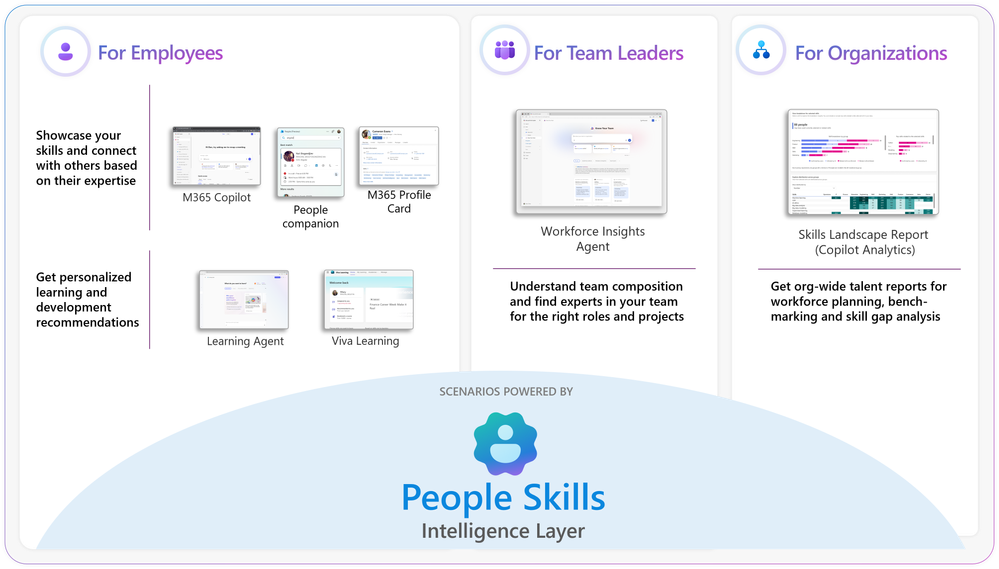 For Employees
Showcase your
skills and connect
with others based
on their expertise
M365 Copilot
People
companion
M365 Profile
Card
Get personalized
learning and
development
recommendations
Learning Agent
Viva Learning
Welcome back
For Team Leaders
Workforce Insights
Agent
Understand team composition
and find experts in your team
for the right roles and projects
For Organizations
Skills Landscape Report
(Copilot Analytics)
Get org-wide talent reports for
workforce planning, bench-
marking and skill gap analysis
SCENARIOS POWERED BY
People Skills
Intelligence Layer